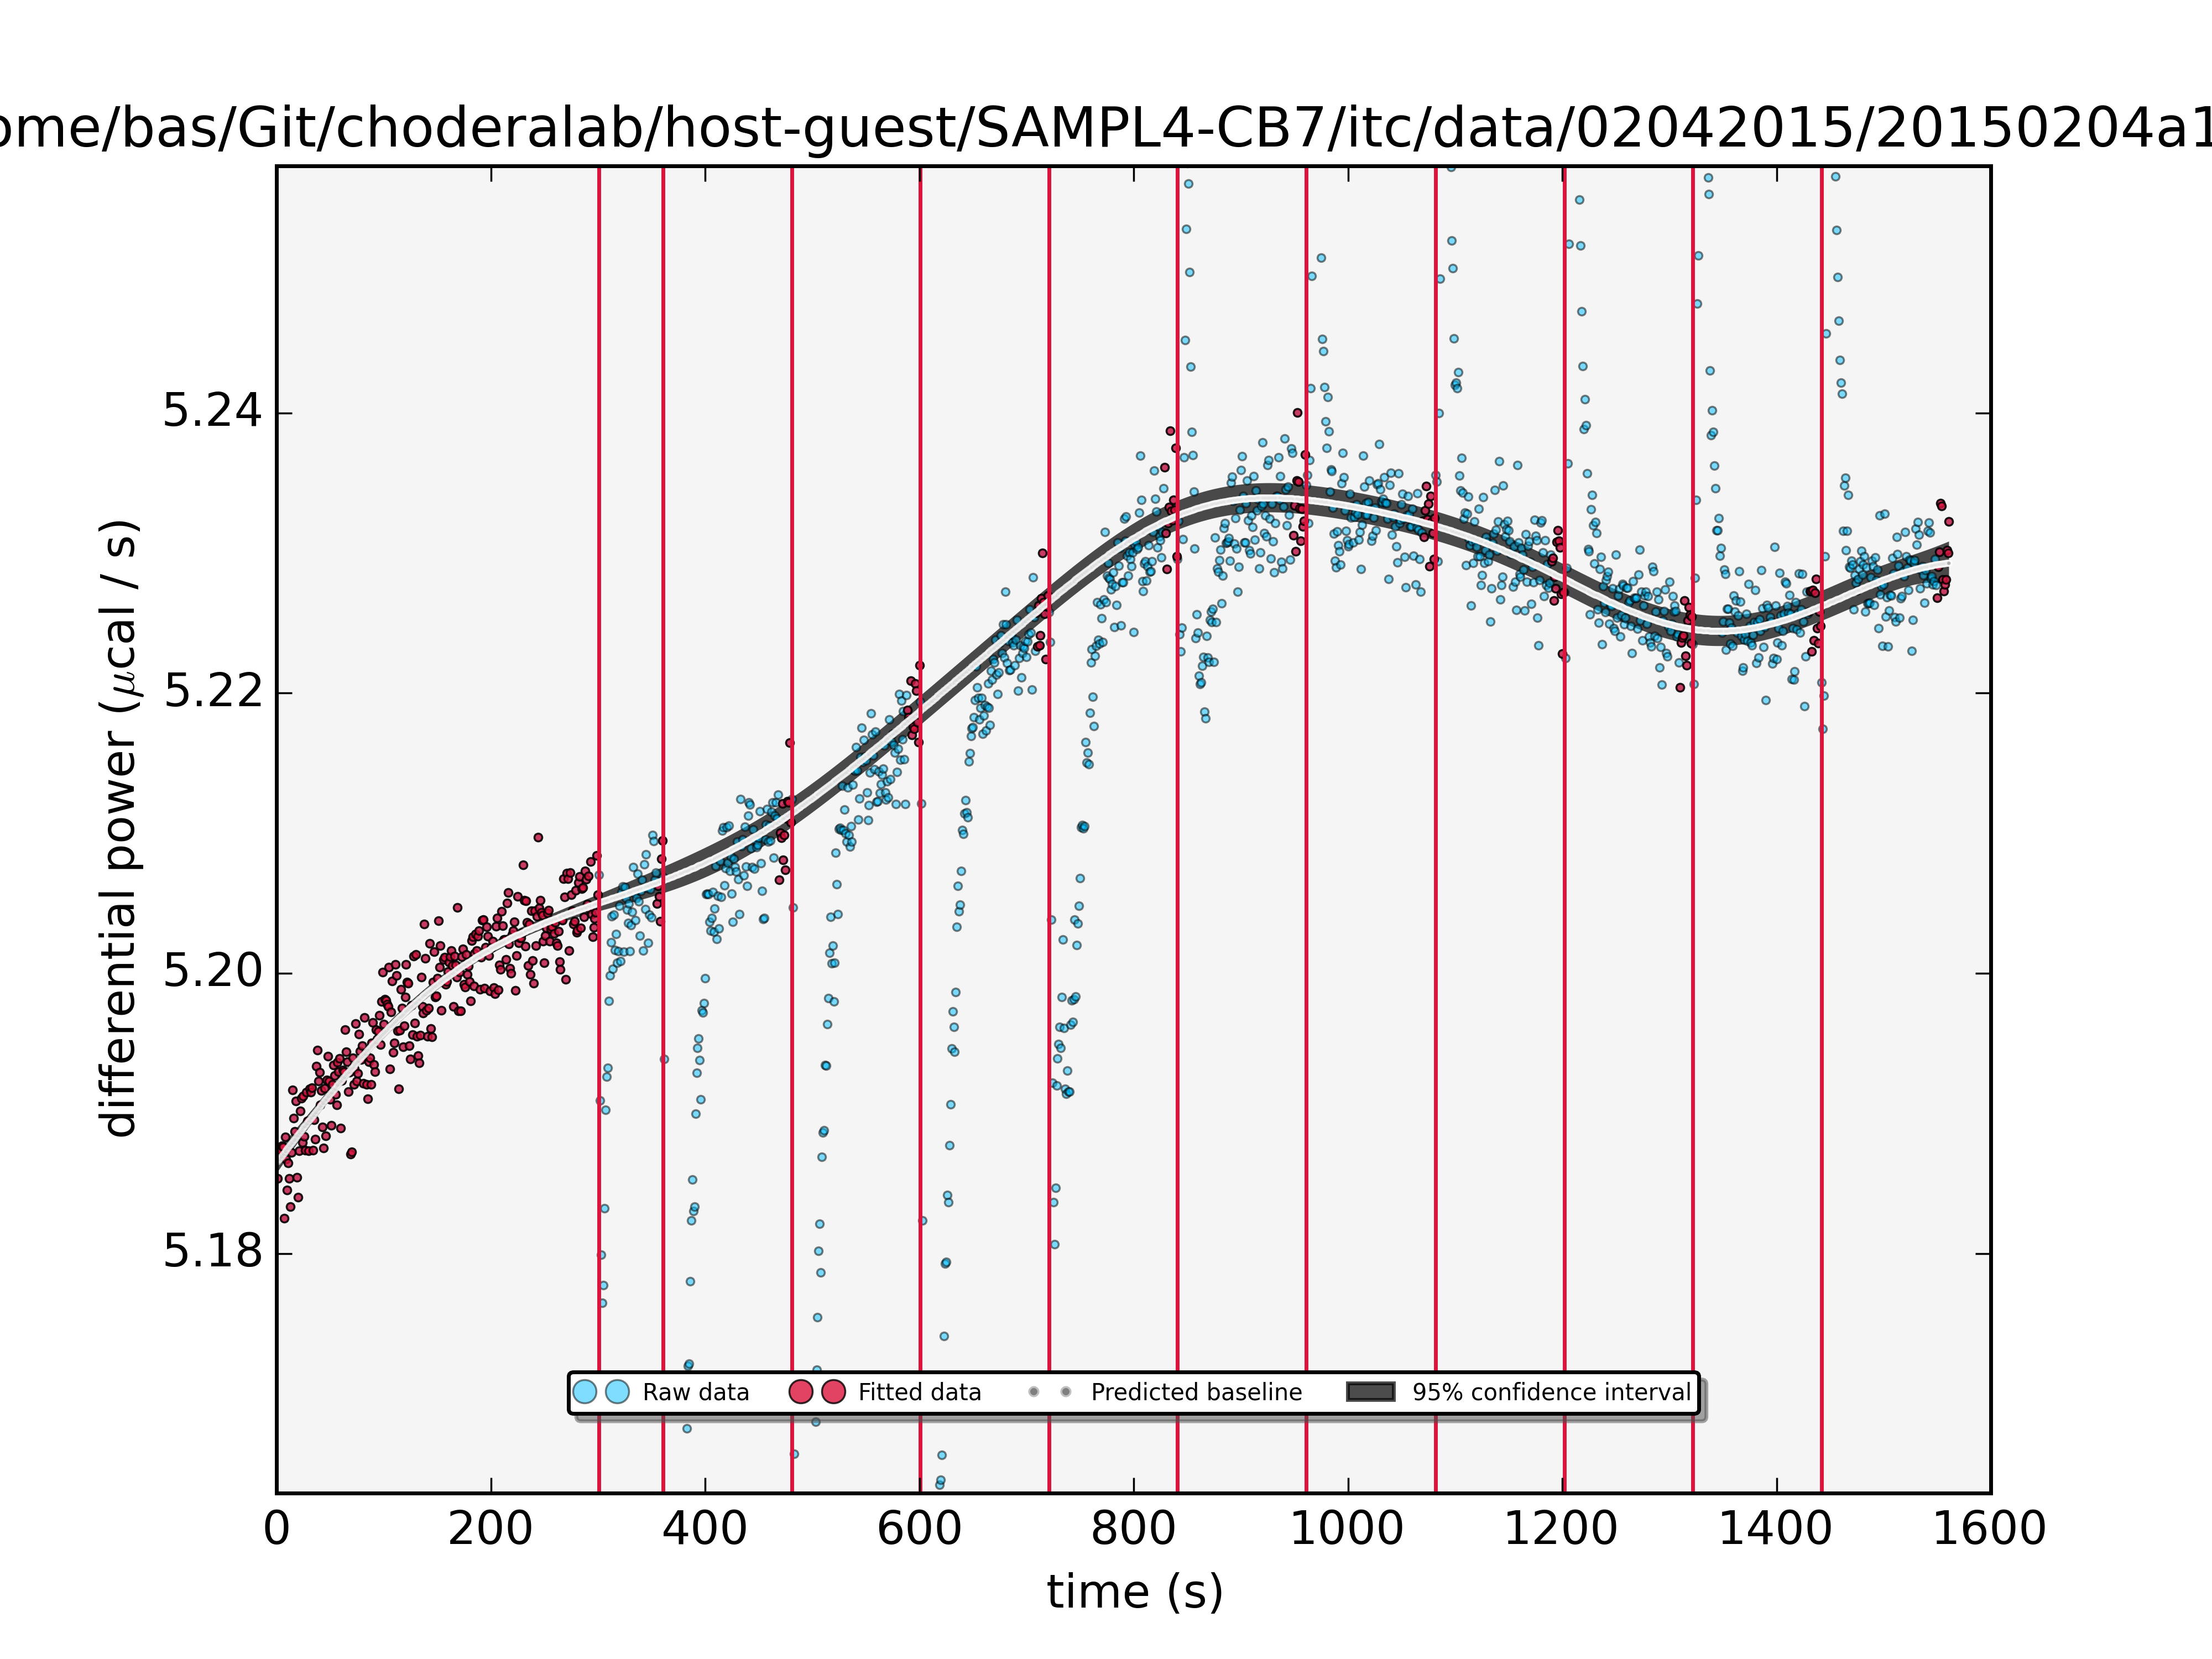 ome/bas/Git/choderalab/host-guest/SAMPL4-CB7/itc/data/02042015/20150204a1
differential power (μcal / s)
5.24
5.22
5.20
5.18
Raw data Fitted data Predicted baseline 95% confidence interval
0 200 400 600 800 1000 1200 1400 1600
time (s)